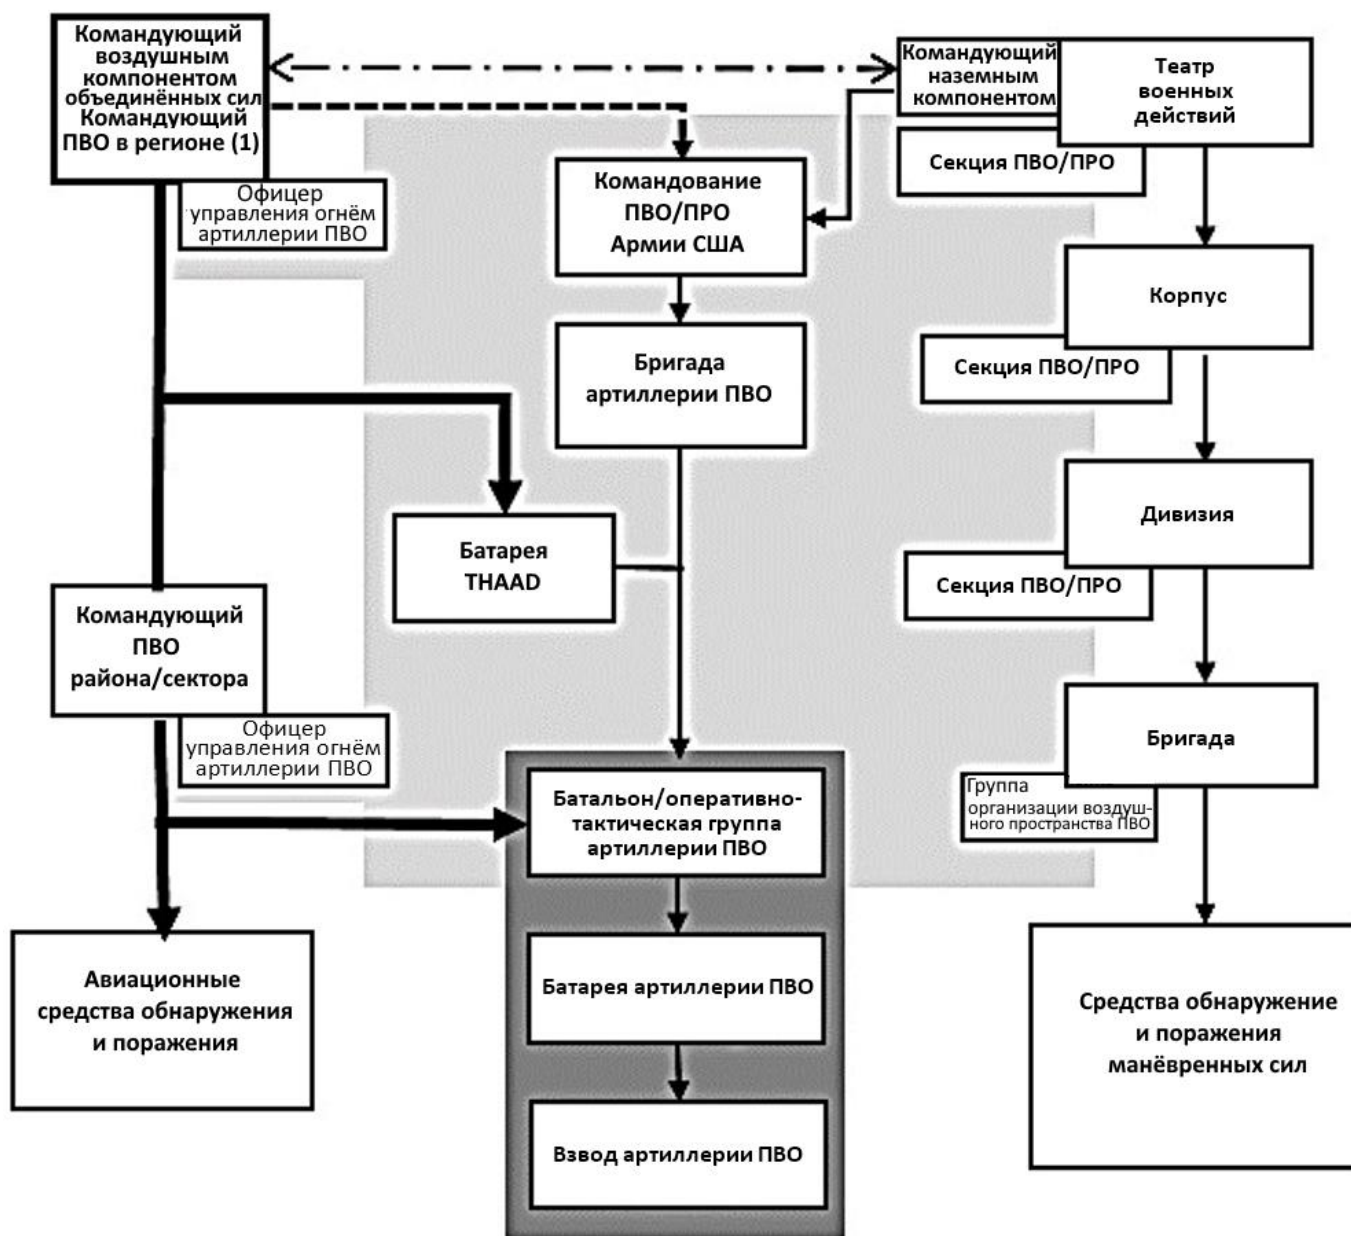 Командующий
воздушным
компонентом
объединённых сил
Командующий
ПВО в регионе (1)
Офицер
управления огнём
артиллерии ПВО
Командующий
наземным
компонентом
Театр
военных
действий
Секция ПВО/ПРО
Командование
ПВО/ПРО
Армии США
Корпус
Секция ПВО/ПРО
Бригада
артиллерии ПВО
Батарея
THAAD
Дивизия
Секция ПВО/ПРО
Командующий
ПВО
района/сектора
Офицер
управления огнём
артиллерии ПВО
Бригада
Группа
организации воздуш-
ного пространства ПВО
Батальон/оперативно-
тактическая группа
артиллерии ПВО
Батарея артиллерии ПВО
Взвод артиллерии ПВО
Авиационные
средства обнаружения
и поражения
Средства обнаружение
и поражения
манёвренных сил